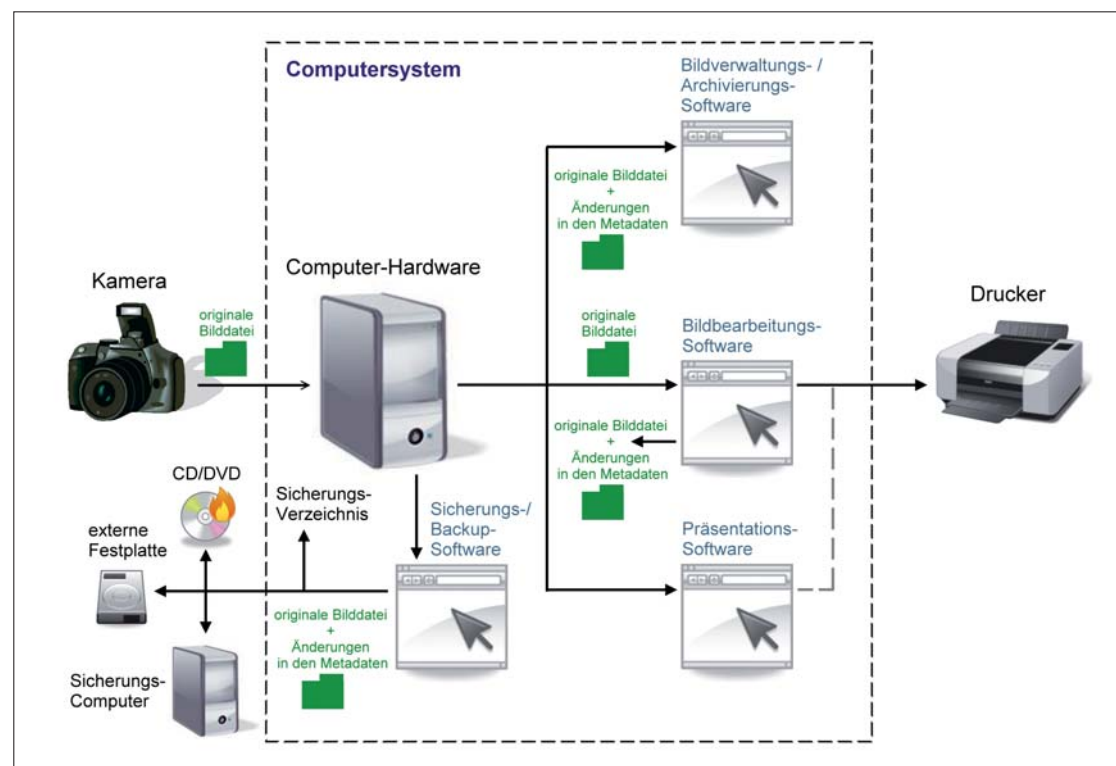 Computersystem
Bildverwaltungs- /
Archivierungs-
Software
originale Bilddatei
+
Änderungen
in den Metadaten
Computer-Hardware
Kamera
originale
Bilddatei
originale
Bilddatei
Bildbearbeitungs-
Software
Drucker
originale Bilddatei
+
Änderungen
in den Metadaten
CD/DVD
Sicherungs-
Verzeichnis
Sicherungs-/
Backup-
Software
Präsentations-
Software
externe
Festplatte
originale Bilddatei
+
Änderungen
in den Metadaten
Sicherungs-
Computer